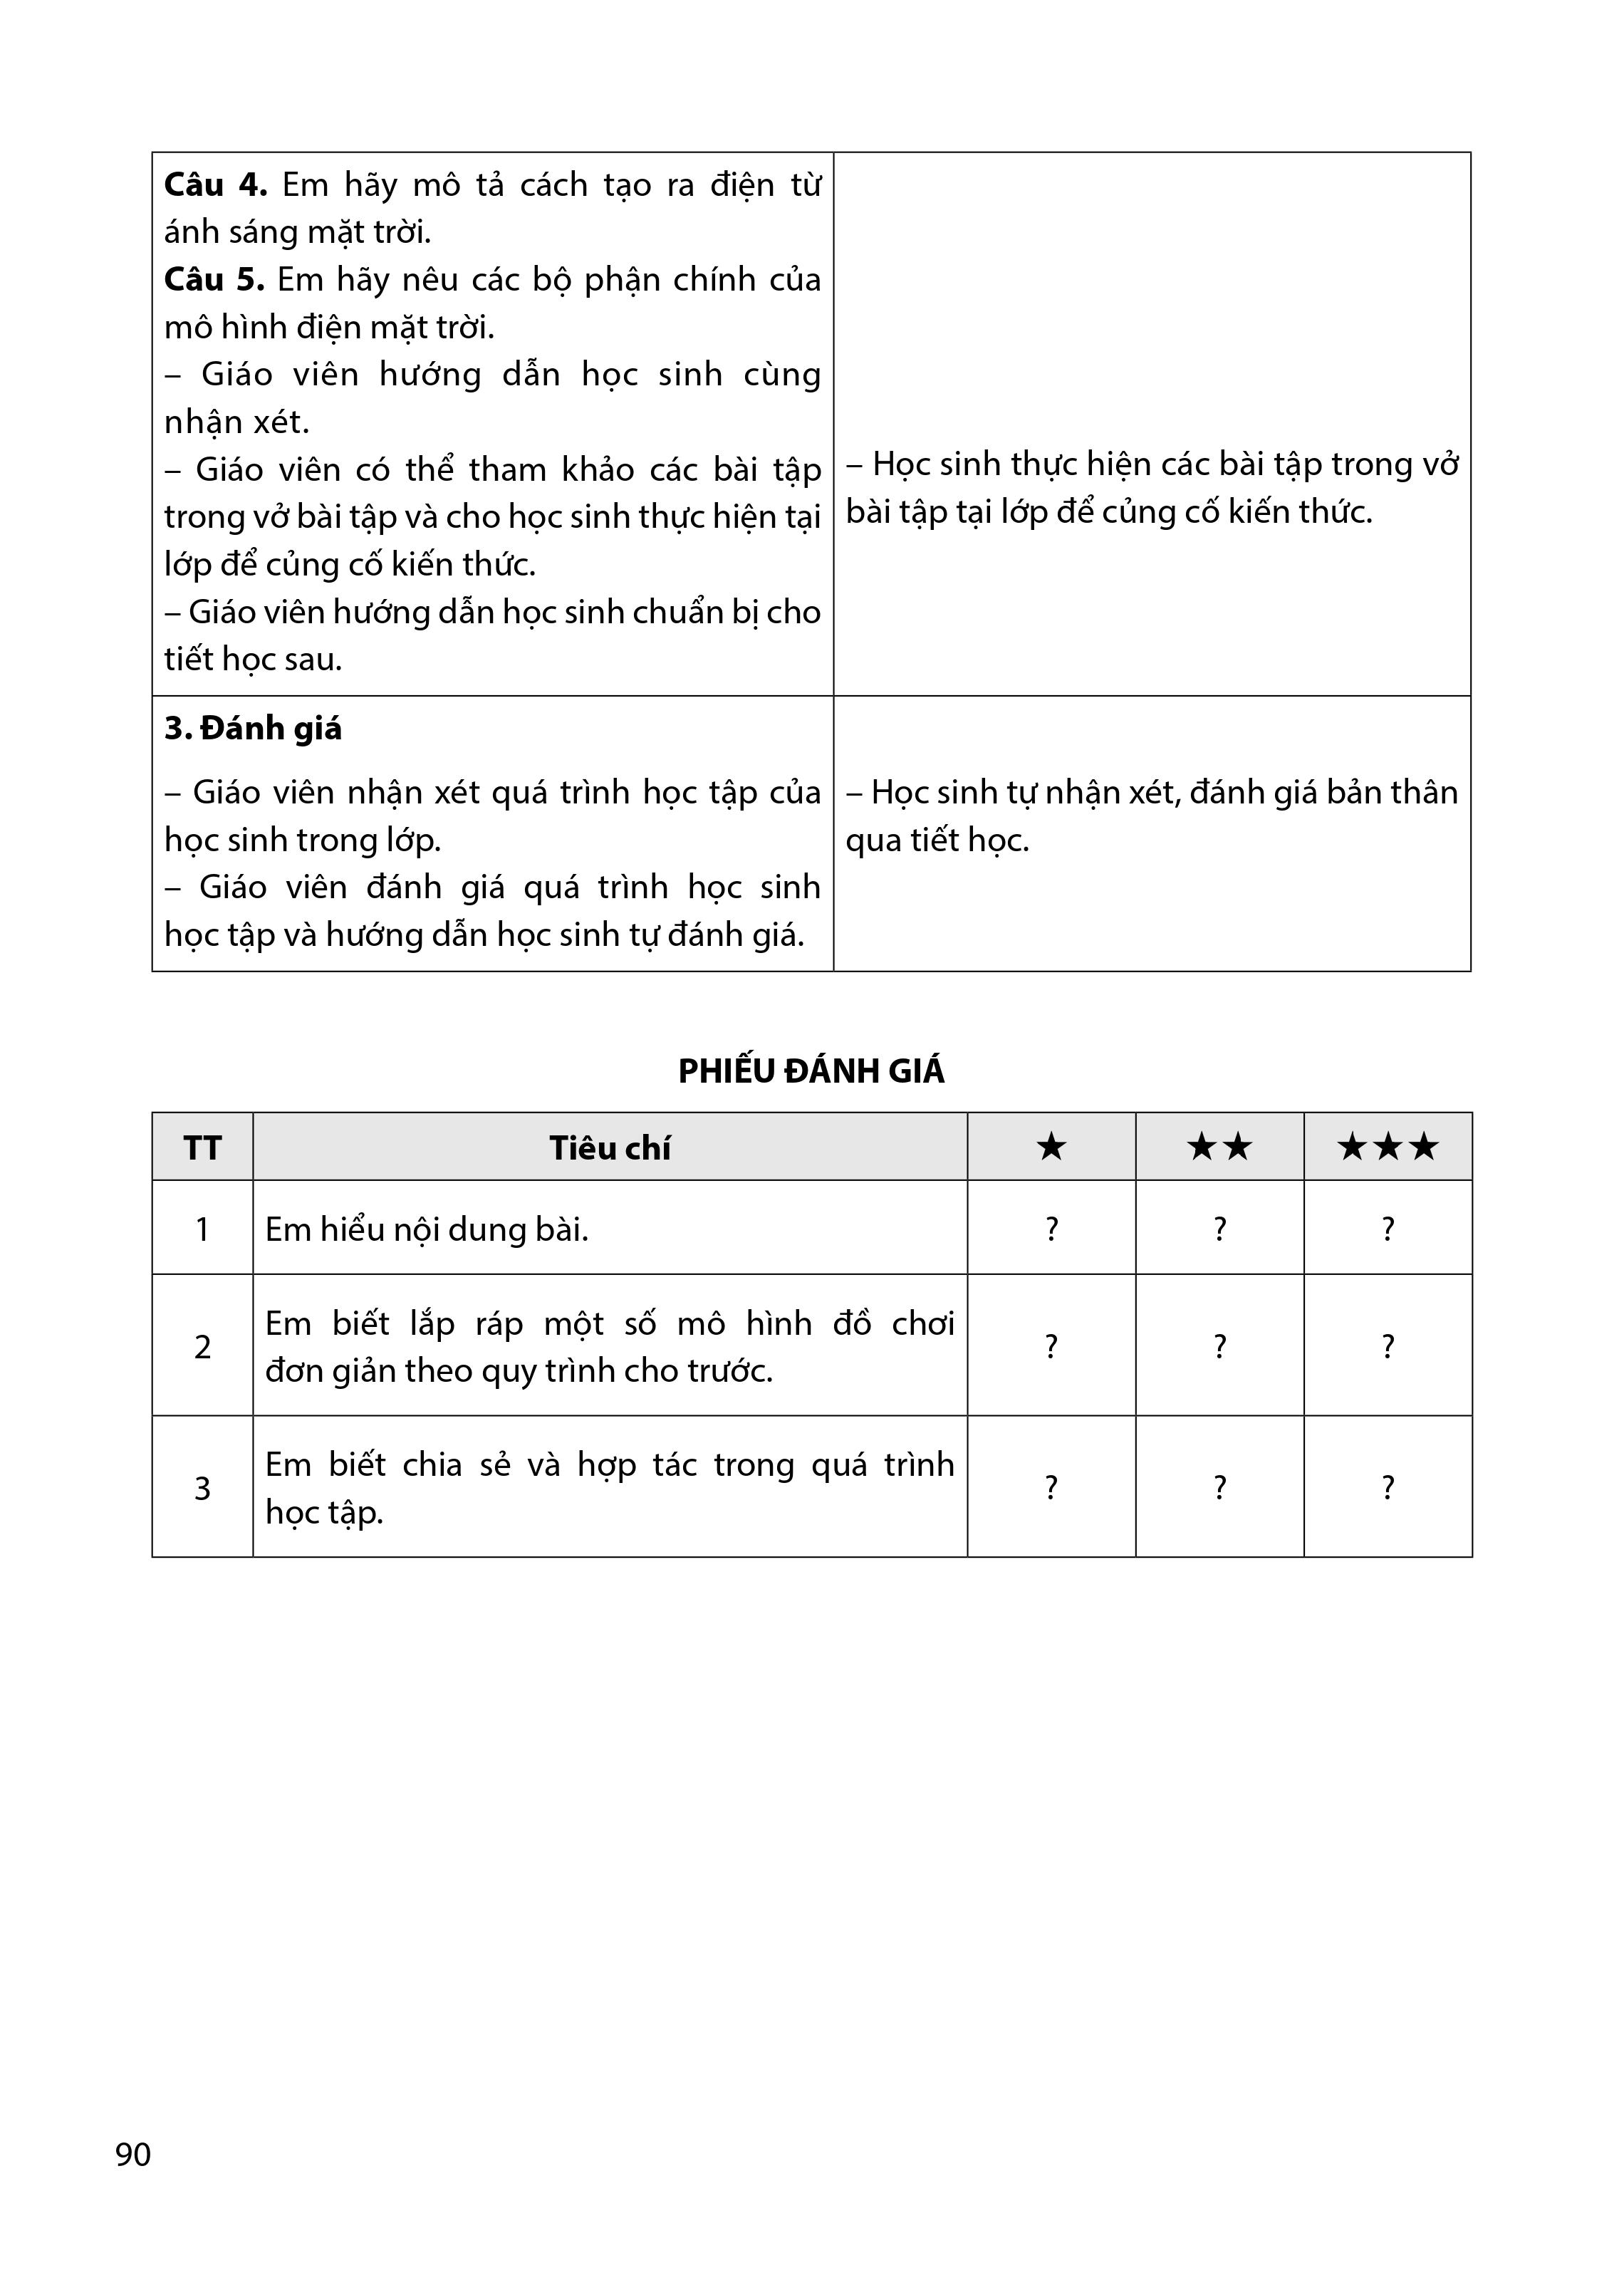 Câu 4. Em hãy mô tả cách tạo ra điện từ
ánh sáng mặt trời.
Câu 5. Em hãy nêu các bộ phận chính của
mô hình điện mặt trời.
– Giáo viên hướng dẫn học sinh cùng
nhận xét.
– Giáo viên có thể tham khảo các bài tập
trong vở bài tập và cho học sinh thực hiện tại
lớp để củng cố kiến thức.
– Giáo viên hướng dẫn học sinh chuẩn bị cho
tiết học sau.
– Học sinh thực hiện các bài tập trong vở
bài tập tại lớp để củng cố kiến thức.
3. Đánh giá
– Giáo viên nhận xét quá trình học tập của
học sinh trong lớp.
– Giáo viên đánh giá quá trình học sinh
học tập và hướng dẫn học sinh tự đánh giá.
– Học sinh tự nhận xét, đánh giá bản thân
qua tiết học.
PHIẾU ĐÁNH GIÁ
TT Tiêu chí ★ ★★ ★★★
1 Em hiểu nội dung bài. ? ? ?
2 Em biết lắp ráp một số mô hình đồ chơi
đơn giản theo quy trình cho trước. ? ? ?
3 Em biết chia sẻ và hợp tác trong quá trình
học tập. ? ? ?
90